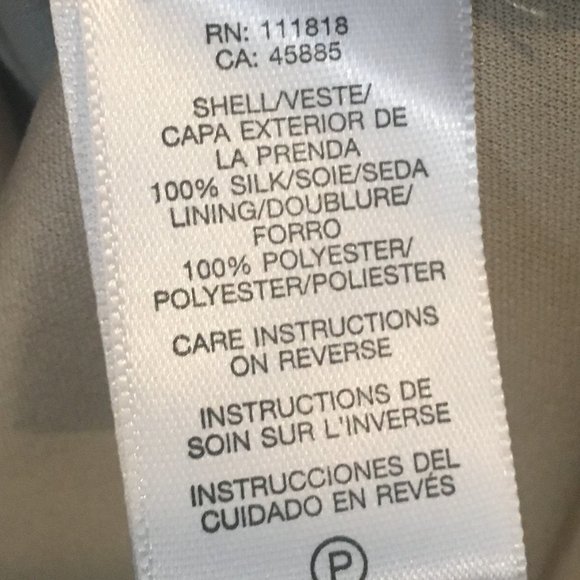 RN: 111818
CA: 45885
SHELL/VESTE/
CAPA EXTERIOR DE
LA PRENDA
100% SILK/SOIE/SEDA
LINING/DOUBLURE/
FORRO
100% POLYESTER/
POLYESTER/POLIESTER
CARE INSTRUCTIONS
ON REVERSE
INSTRUCTIONS DE
SOIN SUR L'INVERSE
INSTRUCCIONES DEL
CUIDADO EN REVÉS
P